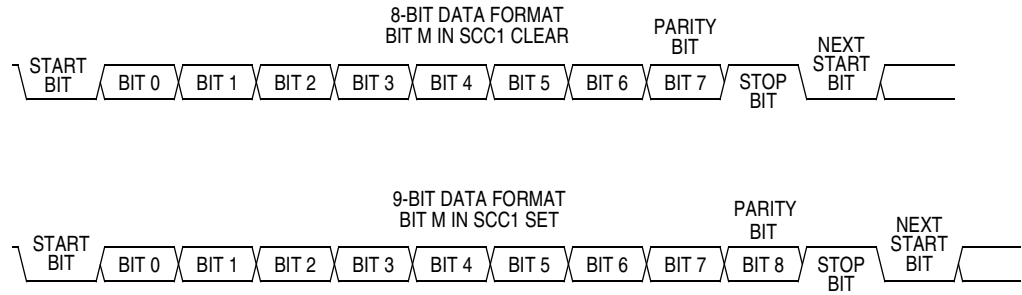 8-BIT DATA FORMAT
BIT M IN SCC1 CLEAR
PARITY
BIT
START
BIT
BIT 0
BIT 1
BIT 2
BIT 3
BIT 4
BIT 5
BIT 6
BIT 7
STOP
BIT
NEXT
START
BIT
9-BIT DATA FORMAT
BIT M IN SCC1 SET
PARITY
BIT
START
BIT
BIT 0
BIT 1
BIT 2
BIT 3
BIT 4
BIT 5
BIT 6
BIT 7
BIT 8
STOP
BIT
NEXT
START
BIT